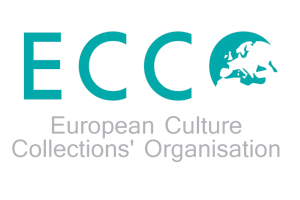 ECCO
European Culture
Collections' Organisation